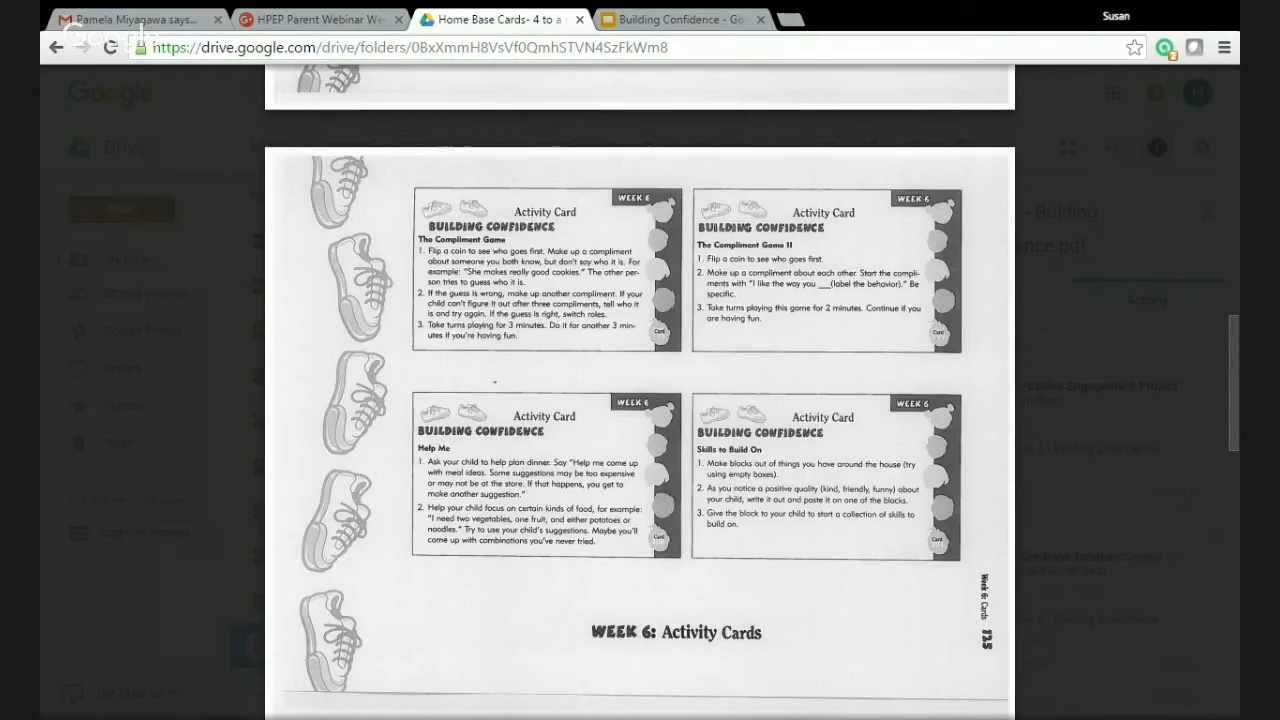 Susan
Pamela Miyagawa says...
HPEP Parent Webinar We
Home Base Cards- 4 to a
Building Confidence - Go
https://drive.google.com/drive/folders/0BxXmmH8VsVf0QmhSTVN4SzFkWm8
Google
Drive
WEEK 6
Activity Card
BUILDING CONFIDENCE
The Compliment Game
1. Flip a coin to see who goes first. Make up a compliment
about someone you both know, but don't say who it is. For
example: "She makes really good cookies." The other per-
son tries to guess who it is.
2. If the guess is wrong, make up another compliment. If your
child can't figure it out after three compliments, tell who it
is and try again. If the guess is right, switch roles.
3. Take turns playing for 3 minutes. Do it for another 3 min-
utes if you're having fun.
Card
WEEK 6
Activity Card
BUILDING CONFIDENCE
The Compliment Game II
1. Flip a coin to see who goes first.
2. Make up a compliment about each other. Start the compli-
ments with "I like the way you ___(label the behavior)." Be
specific.
3. Take turns playing this game for 2 minutes. Continue if you
are having fun.
Card
WEEK 6
Activity Card
BUILDING CONFIDENCE
Help Me
1. Ask your child to help plan dinner. Say "Help me come up
with meal ideas. Some suggestions may be too expensive
or may not be at the store. If that happens, you get to
make another suggestion."
2. Help your child focus on certain kinds of food, for example:
"I need two vegetables, one fruit, and either potatoes or
noodles." Try to use your child's suggestions. Maybe you'll
come up with combinations you've never tried.
Card
WEEK 6
Activity Card
BUILDING CONFIDENCE
Skills to Build On
1. Make blocks out of things you have around the house (try
using empty boxes).
2. As you notice a positive quality (kind, friendly, funny) about
your child, write it out and paste it on one of the blocks.
3. Give the block to your child to start a collection of skills to
build on.
Card
WEEK 6: Activity Cards
Week 6: Cards 125
Google Photos
Activity
ositive Engagement Project